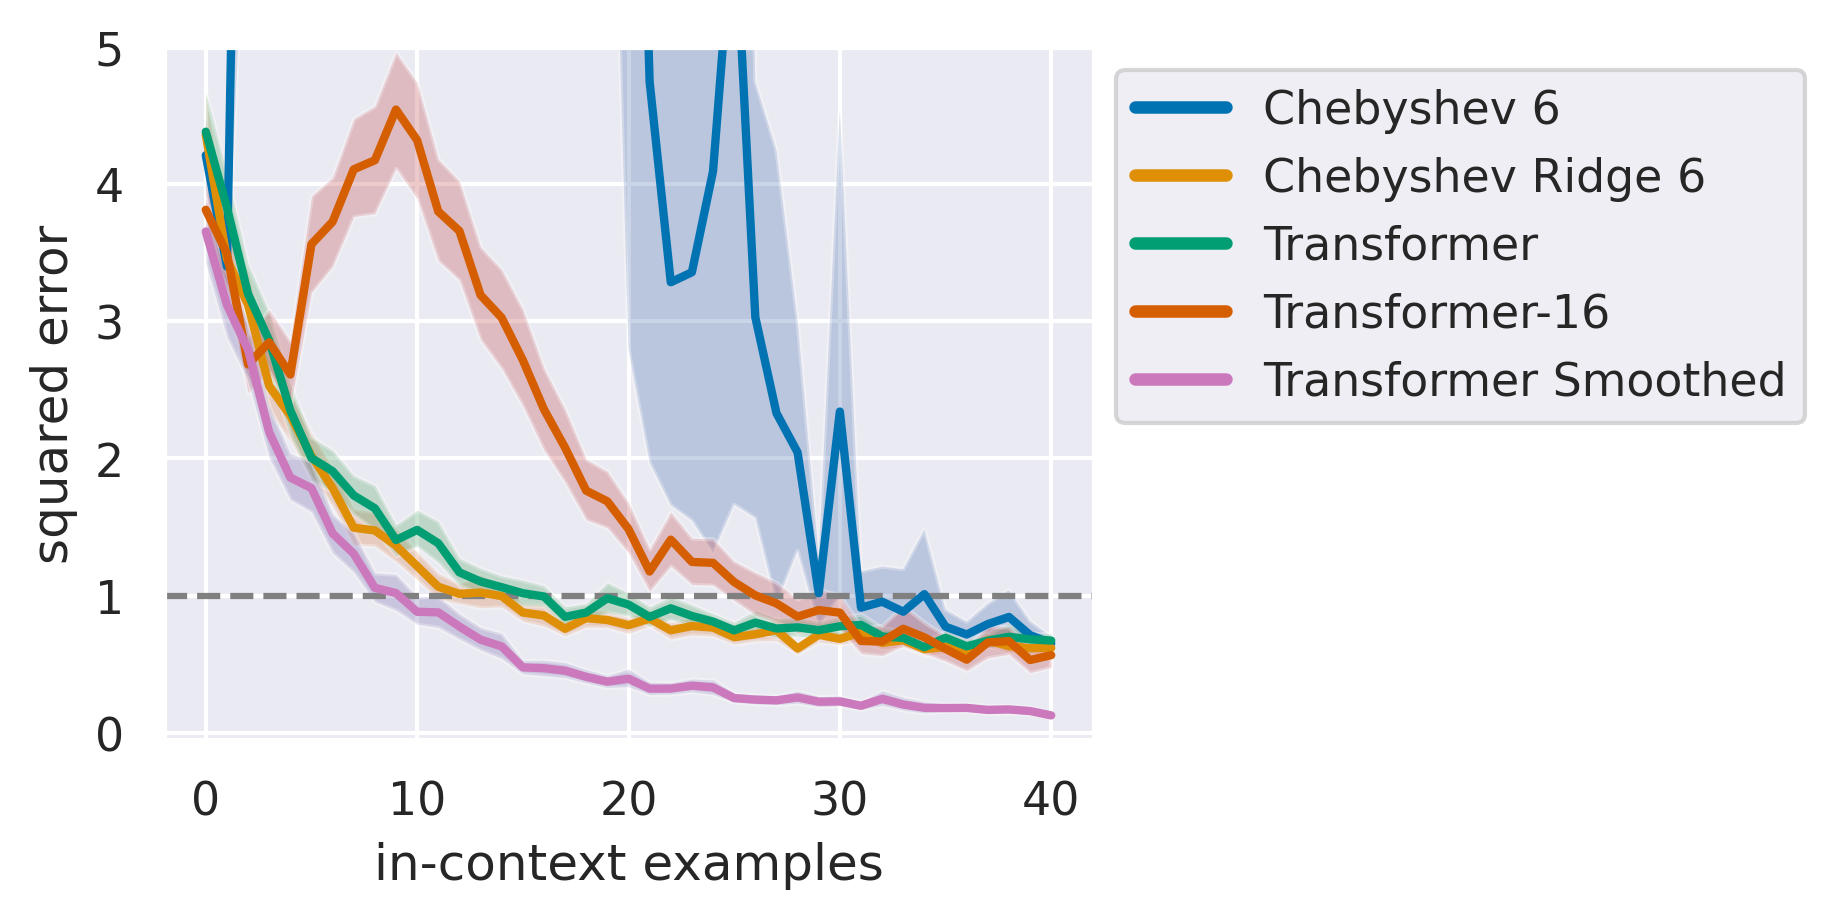 5
4
3
2
1
0
squared error
0 10 20 30 40
in-context examples
Chebyshev 6
Chebyshev Ridge 6
Transformer
Transformer-16
Transformer Smoothed